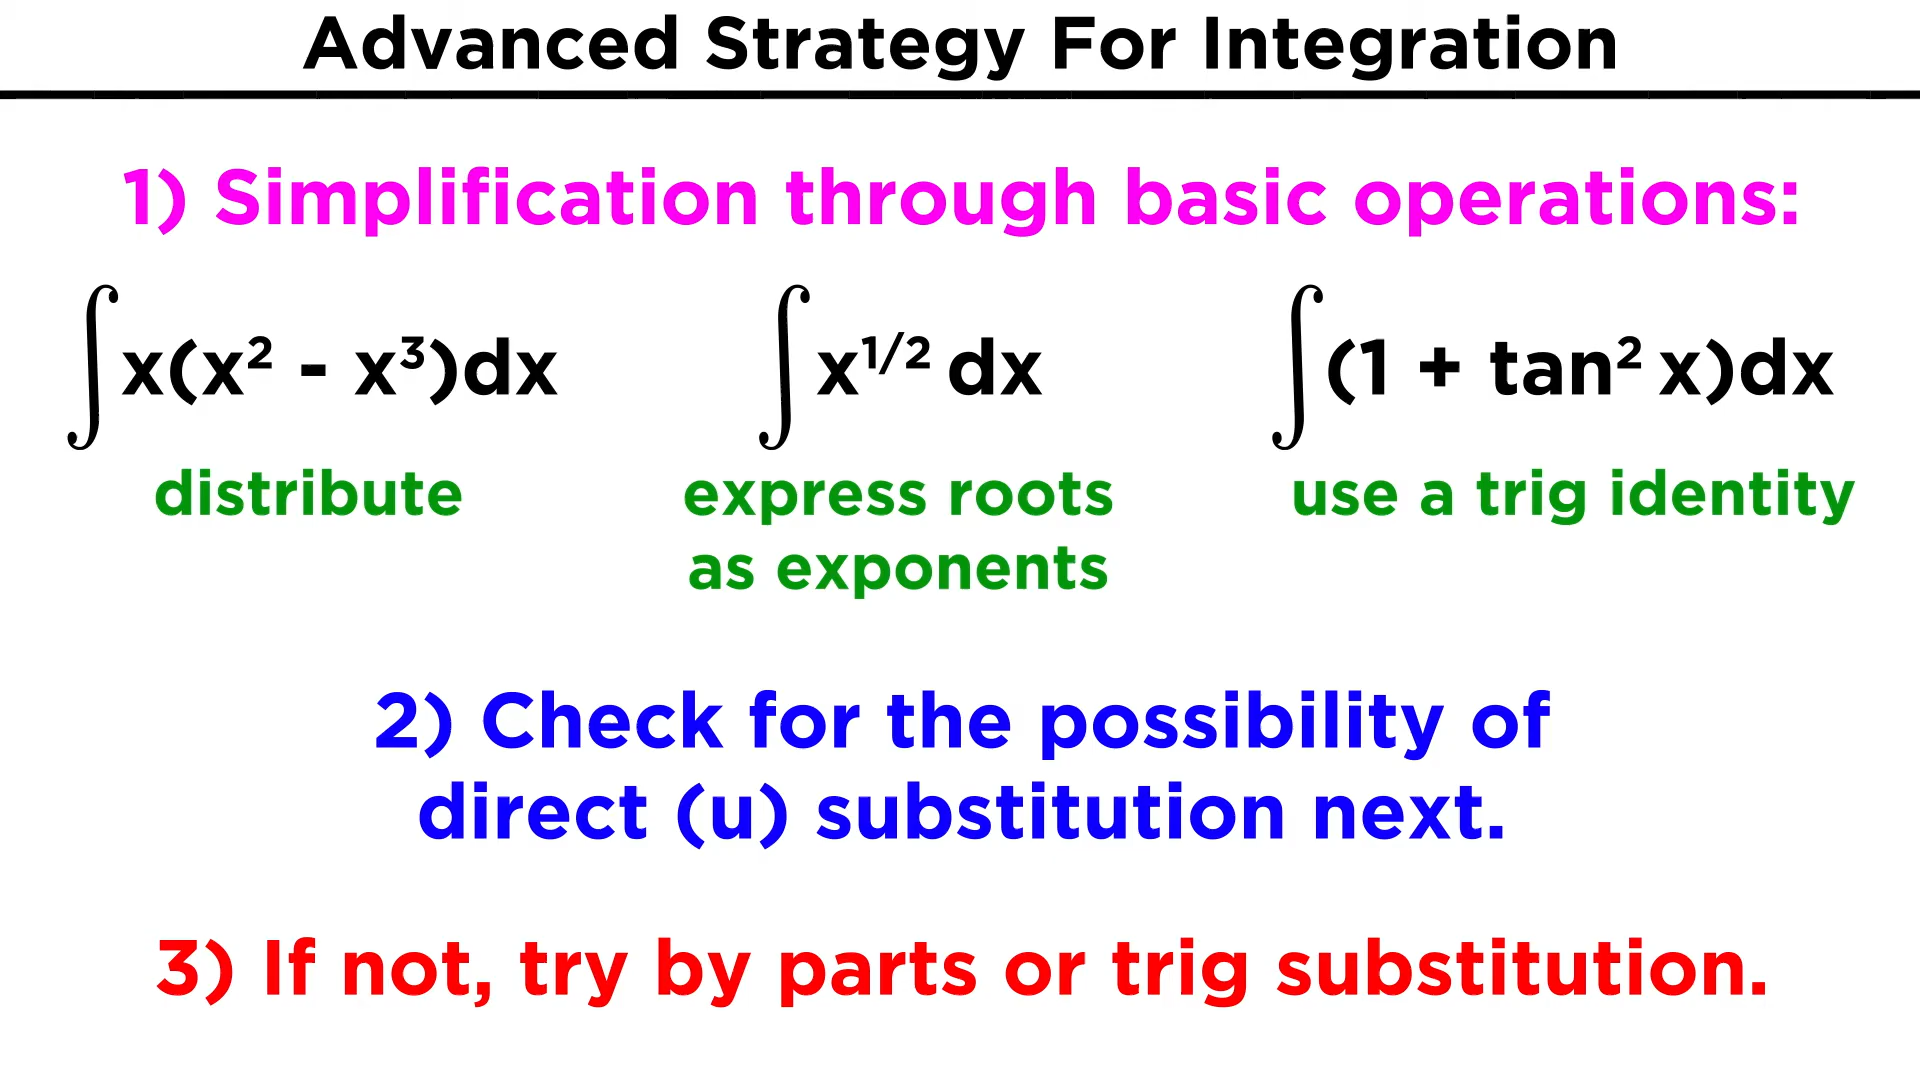 Advanced Strategy For Integration
1) Simplification through basic operations:
∫x(x² - x³)dx ∫x¹/² dx ∫(1 + tan² x)dx
distribute express roots use a trig identity
as exponents
2) Check for the possibility of
direct (u) substitution next.
3) If not, try by parts or trig substitution.